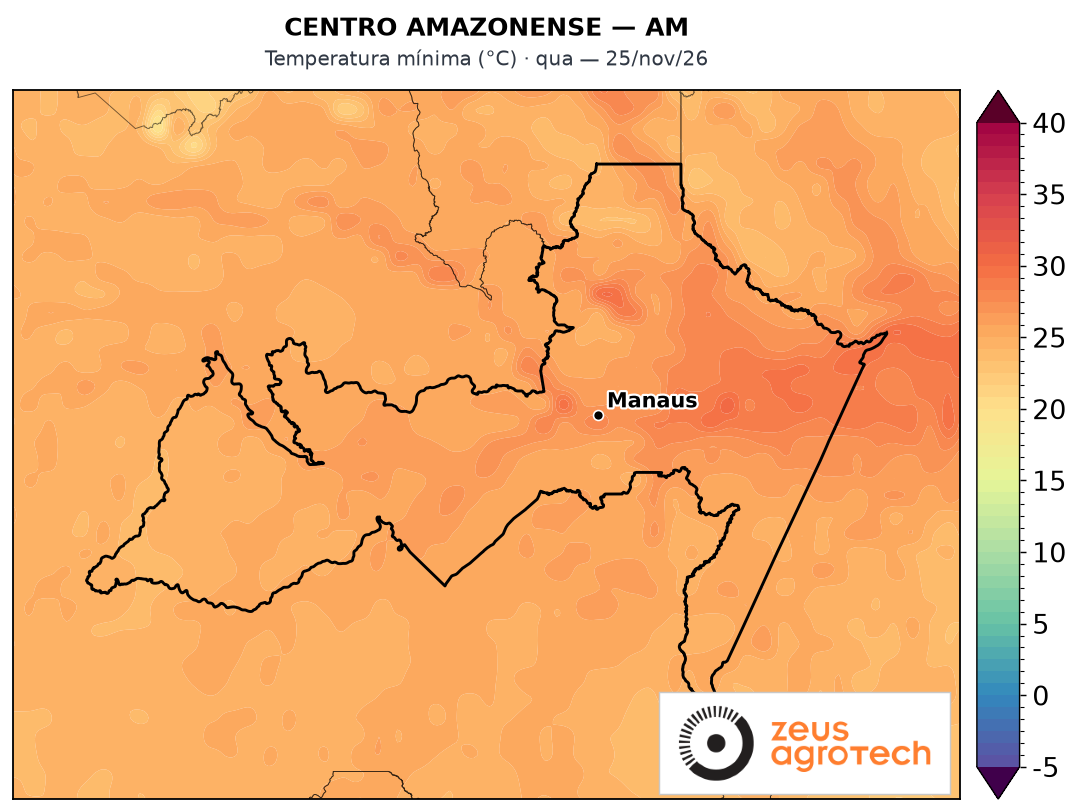 CENTRO AMAZONENSE — AM
Temperatura mínima (°C) · qua — 25/nov/26
Manaus
40
35
30
25
20
15
10
5
0
-5
zeus
agrotech